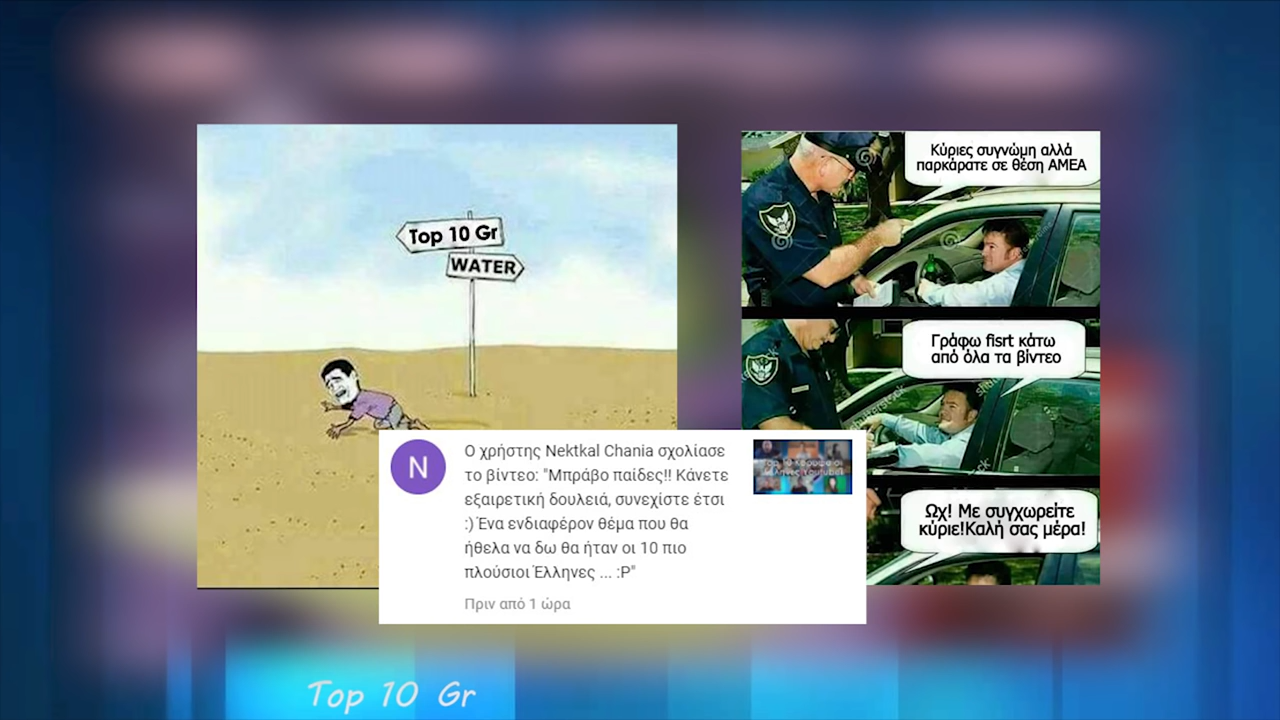 Top 10 Gr
WATER
Κύριες συγνώμη αλλά
παρκάρατε σε θέση ΑΜΕΑ
Γράφω fisrt κάτω
από όλα τα βίντεο
Ωχ! Με συγχωρείτε
κύριε!Καλή σας μέρα!
N
Ο χρήστης Nektkal Chania σχολίασε
το βίντεο: "Μπράβο παίδες!! Κάνετε
εξαιρετική δουλειά, συνεχίστε έτσι
:) Ένα ενδιαφέρον θέμα που θα
ήθελα να δω θα ήταν οι 10 πιο
πλούσιοι Έλληνες ... :P"
Πριν από 1 ώρα
Top 10 Gr